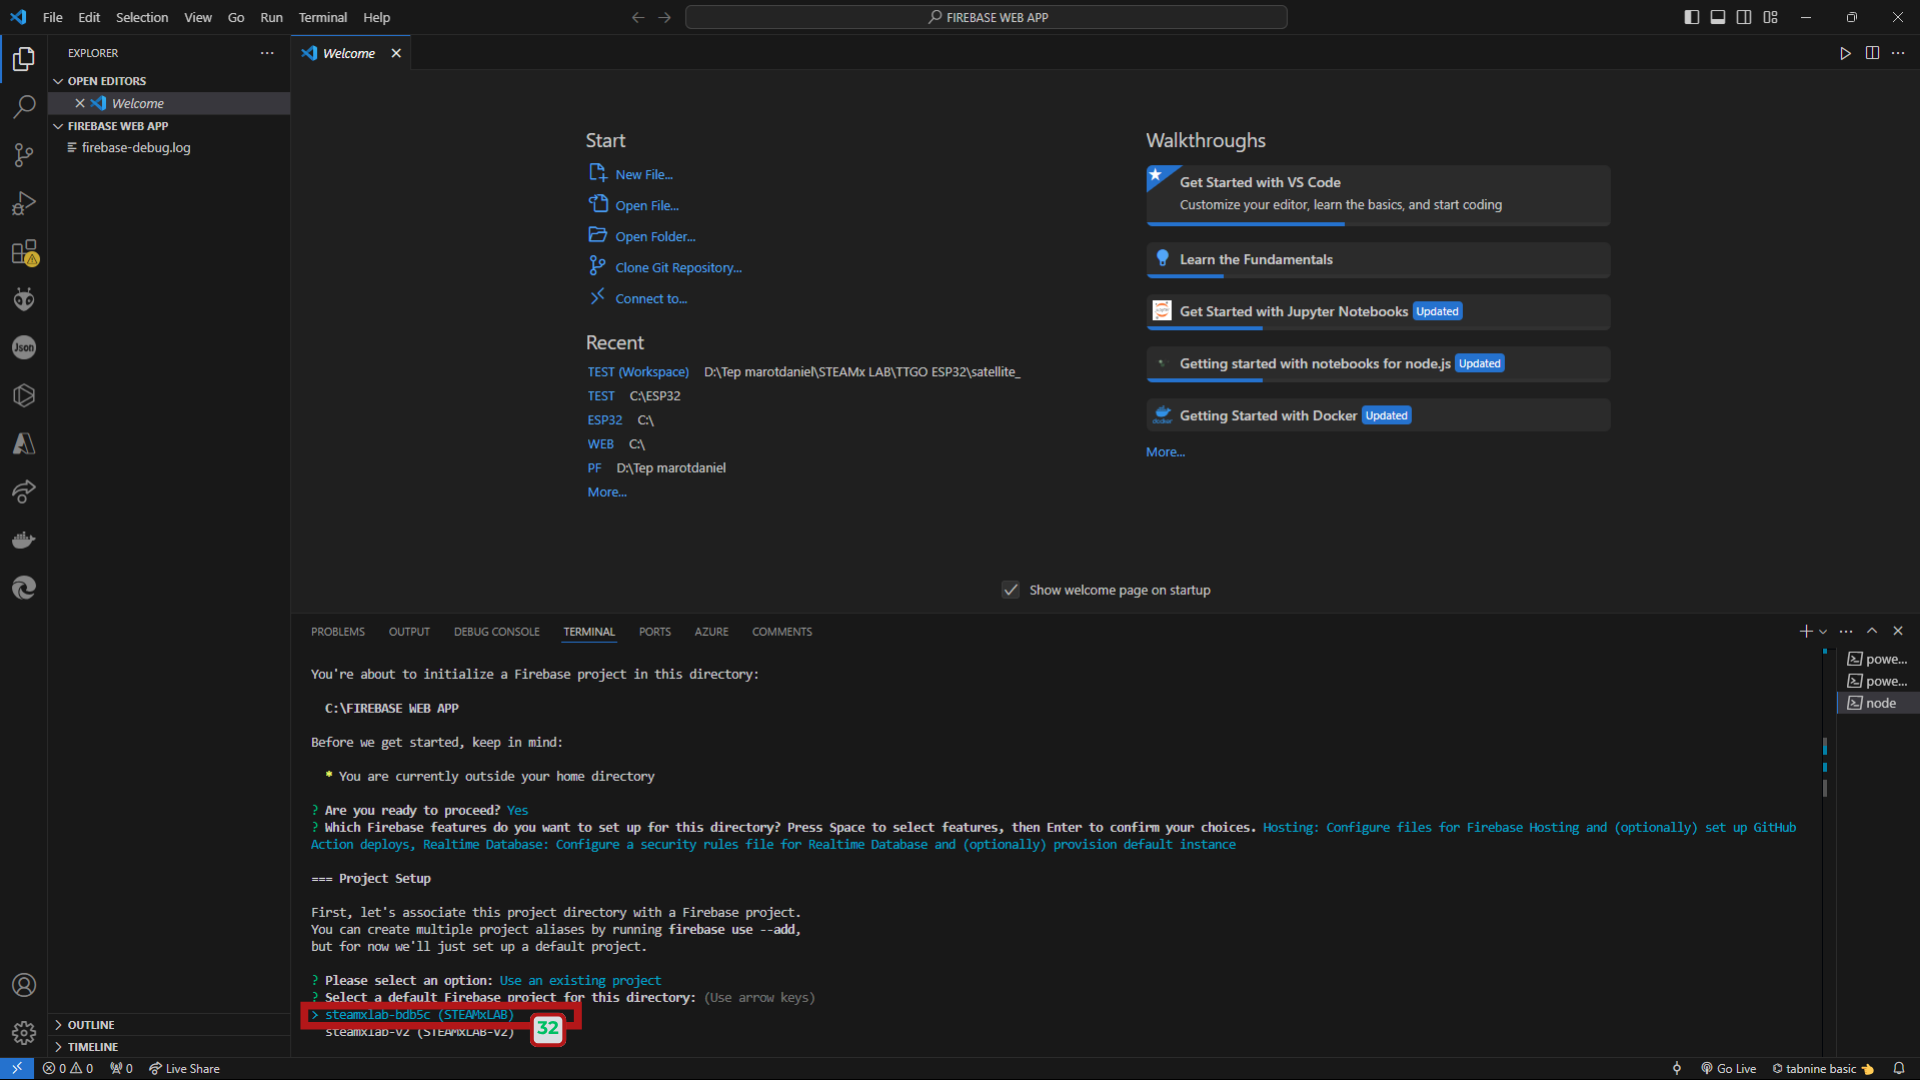 File Edit Selection View Go Run Terminal Help
FIREBASE WEB APP
EXPLORER
OPEN EDITORS
Welcome
FIREBASE WEB APP
firebase-debug.log
Json
OUTLINE
TIMELINE
Welcome
Start
New File...
Open File...
Open Folder...
Clone Git Repository...
Connect to...
Recent
TEST (Workspace) D:\Tep marotdaniel\STEAMx LAB\TTGO ESP32\satellite_
TEST C:\ESP32
ESP32 C:\
WEB C:\
PF D:\Tep marotdaniel
More...
Walkthroughs
Get Started with VS Code
Customize your editor, learn the basics, and start coding
Learn the Fundamentals
Get Started with Jupyter Notebooks Updated
Getting started with notebooks for node.js Updated
Getting Started with Docker Updated
More...
Show welcome page on startup
PROBLEMS OUTPUT DEBUG CONSOLE TERMINAL PORTS AZURE COMMENTS
You're about to initialize a Firebase project in this directory:
C:\FIREBASE WEB APP
Before we get started, keep in mind:
* You are currently outside your home directory
? Are you ready to proceed? Yes
? Which Firebase features do you want to set up for this directory? Press Space to select features, then Enter to confirm your choices. Hosting: Configure files for Firebase Hosting and (optionally) set up GitHub
Action deploys, Realtime Database: Configure a security rules file for Realtime Database and (optionally) provision default instance
=== Project Setup
First, let's associate this project directory with a Firebase project.
You can create multiple project aliases by running firebase use --add,
but for now we'll just set up a default project.
? Please select an option: Use an existing project
? Select a default Firebase project for this directory: (Use arrow keys)
> steamxlab-bdb5c (STEAMxLAB)
steamxlab-v2 (STEAMxLAB-V2)
32
powe...
powe...
node
0 0 0 Live Share
Go Live tabnine basic